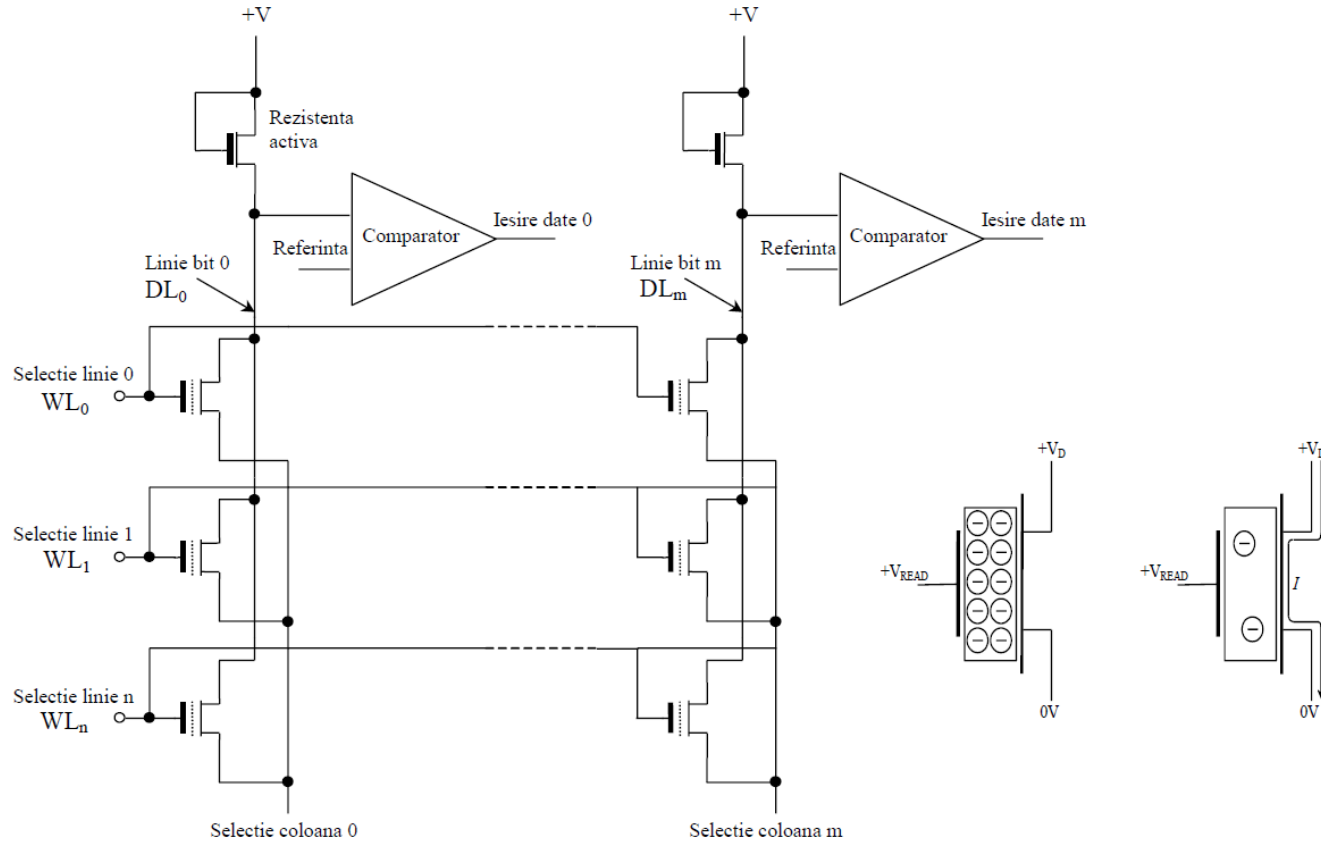 +V
+V
Rezistenta
activa
Iesire date 0
Comparator
Referinta
Iesire date m
Comparator
Referinta
Linie bit 0
DL0
Linie bit m
DLm
Selectie linie 0
WL0
Selectie linie 1
WL1
Selectie linie n
WLn
Selectie coloana 0
Selectie coloana m
+VD
+VREAD
0V
+VREAD
I
0V